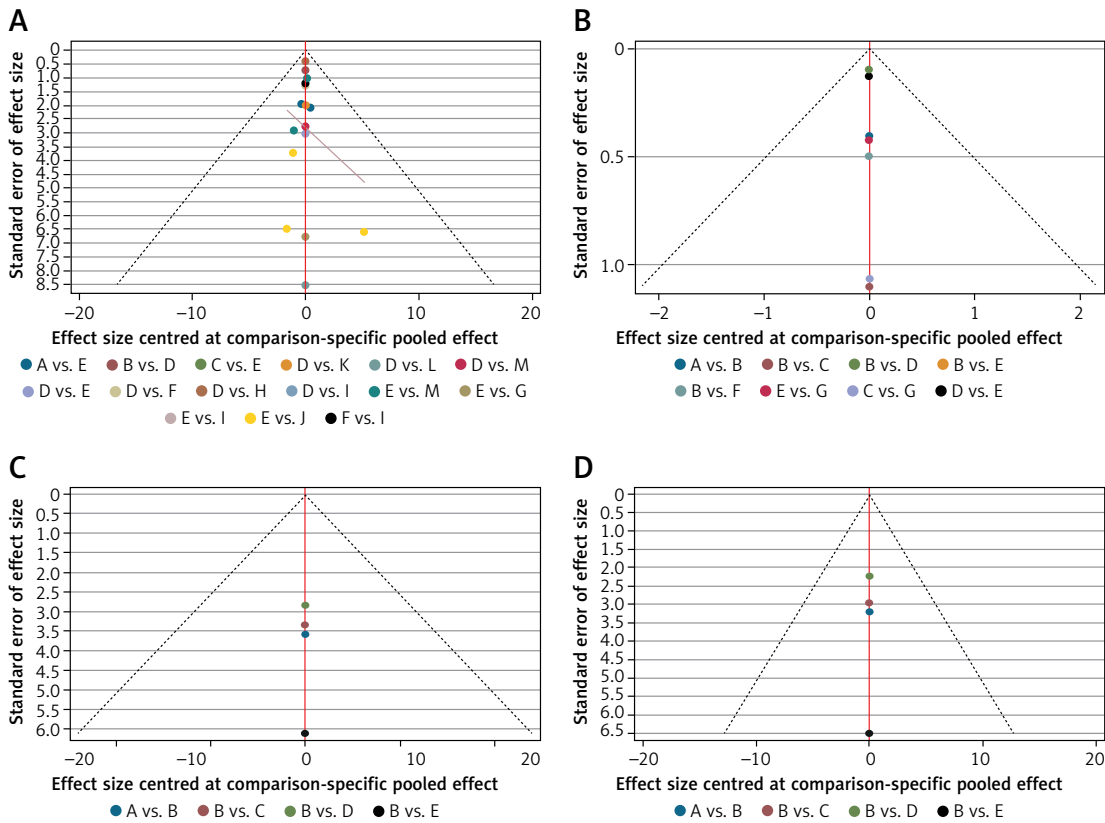 A
Standard error of effect size
0
0.5
1.0
1.5
2.0
2.5
3.0
3.5
4.0
4.5
5.0
5.5
6.0
6.5
7.0
7.5
8.0
8.5
−20 −10 0 10 20
Effect size centred at comparison-specific pooled effect
A vs. E B vs. D C vs. E D vs. K D vs. L D vs. M
D vs. E D vs. F D vs. H D vs. I E vs. M E vs. G
E vs. I E vs. J F vs. I
B
Standard error of effect size
0
0.5
1.0
−2 −1 0 1 2
Effect size centred at comparison-specific pooled effect
A vs. B B vs. C B vs. D B vs. E
B vs. F E vs. G C vs. G D vs. E
C
Standard error of effect size
0
0.5
1.0
1.5
2.0
2.5
3.0
3.5
4.0
4.5
5.0
5.5
6.0
−20 −10 0 10 20
Effect size centred at comparison-specific pooled effect
A vs. B B vs. C B vs. D B vs. E
D
Standard error of effect size
0
0.5
1.0
1.5
2.0
2.5
3.0
3.5
4.0
4.5
5.0
5.5
6.0
6.5
−20 −10 0 10 20
Effect size centred at comparison-specific pooled effect
A vs. B B vs. C B vs. D B vs. E